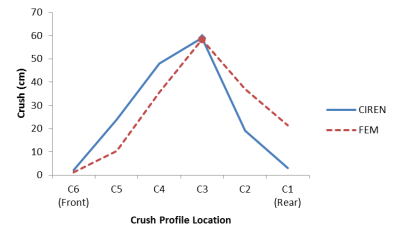 70
60
50
40
30
20
10
0
Crush (cm)
C6 C5 C4 C3 C2 C1
(Front) (Rear)
Crush Profile Location
CIREN
FEM